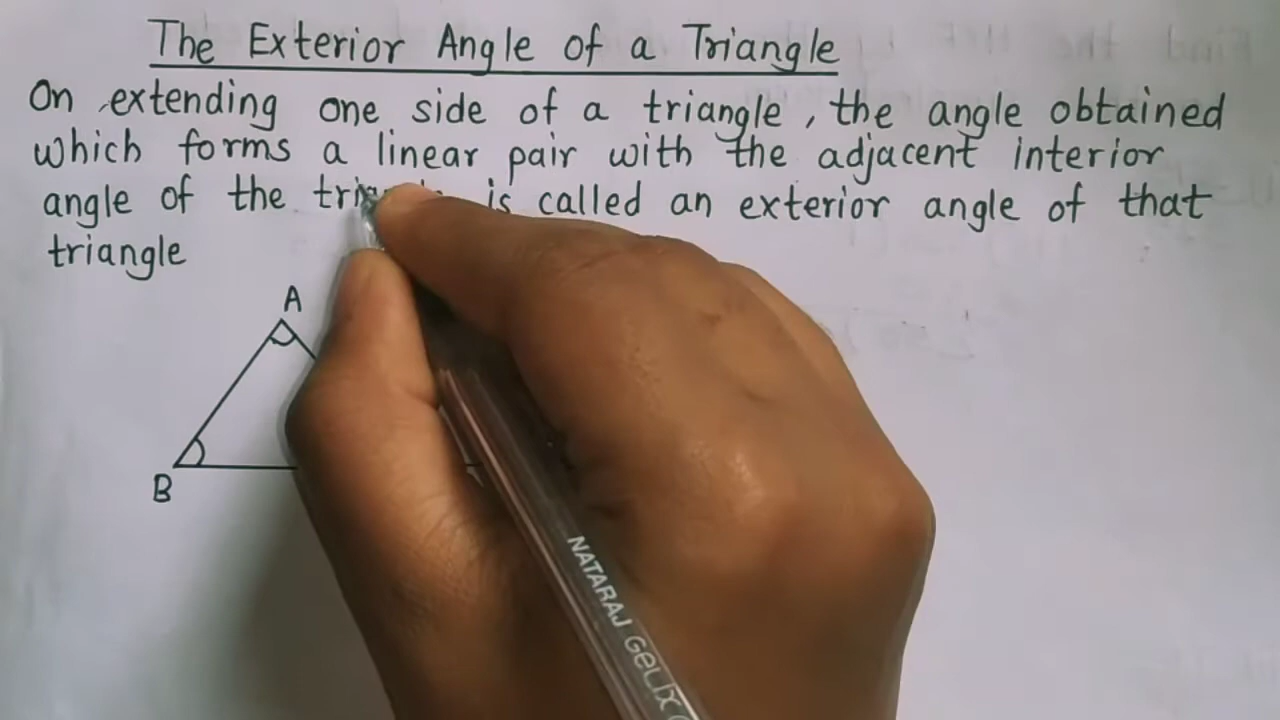 The Exterior Angle of a Triangle
On extending one side of a triangle, the angle obtained
which forms a linear pair with the adjacent interior
angle of the is called an exterior angle of that
triangle
A
B
NATARAJ GELIX